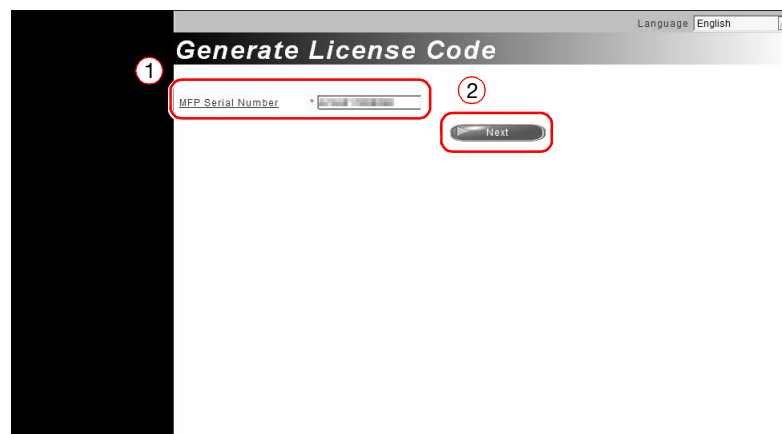 Language English
Generate License Code
1
MFP Serial Number *
2
Next